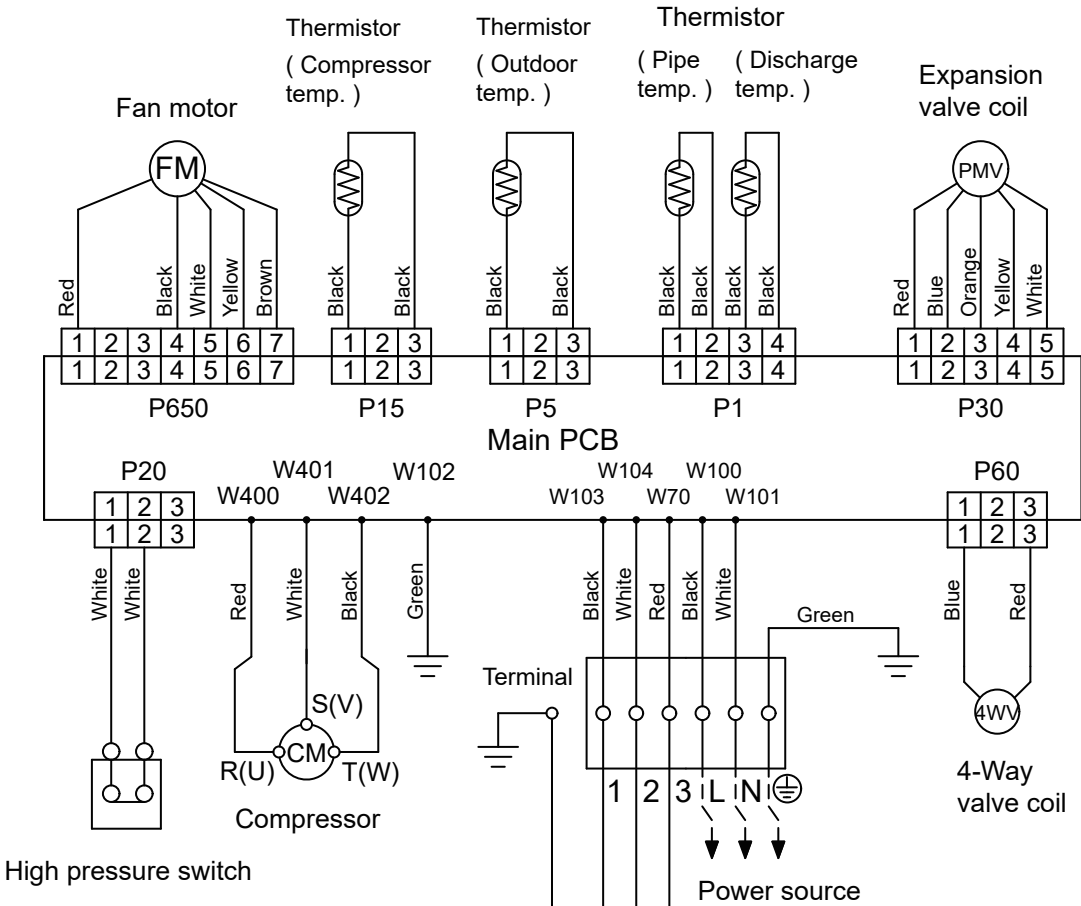 Thermistor
( Compressor
temp. )
Thermistor
( Outdoor
temp. )
Thermistor
( Pipe
temp. )
( Discharge
temp. )
Expansion
valve coil
Fan motor
FM
PMV
Red
Black
White
Yellow
Brown
Black
Black
Black
Black
Black
Black
Black
Black
Red
Blue
Orange
Yellow
White
1 2 3 4 5 6 7
1 2 3 4 5 6 7
P650
1 2 3
1 2 3
P15
1 2 3
1 2 3
P5
1 2 3 4
1 2 3 4
P1
1 2 3 4 5
1 2 3 4 5
P30
Main PCB
P20
1 2 3
1 2 3
W400
W401
W402
W102
W103
W104
W70
W100
W101
P60
1 2 3
1 2 3
White
White
Red
White
Black
Green
Black
White
Red
Black
White
Green
Blue
Red
Terminal
S(V)
CM
R(U)
T(W)
Compressor
4WV
4-Way
valve coil
1 2 3 L N
High pressure switch
Power source